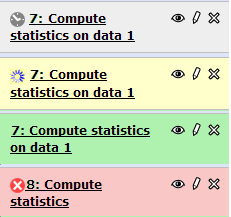 7: Compute
statistics on data 1
7: Compute
statistics on data 1
7: Compute statistics
on data 1
8: Compute
statistics